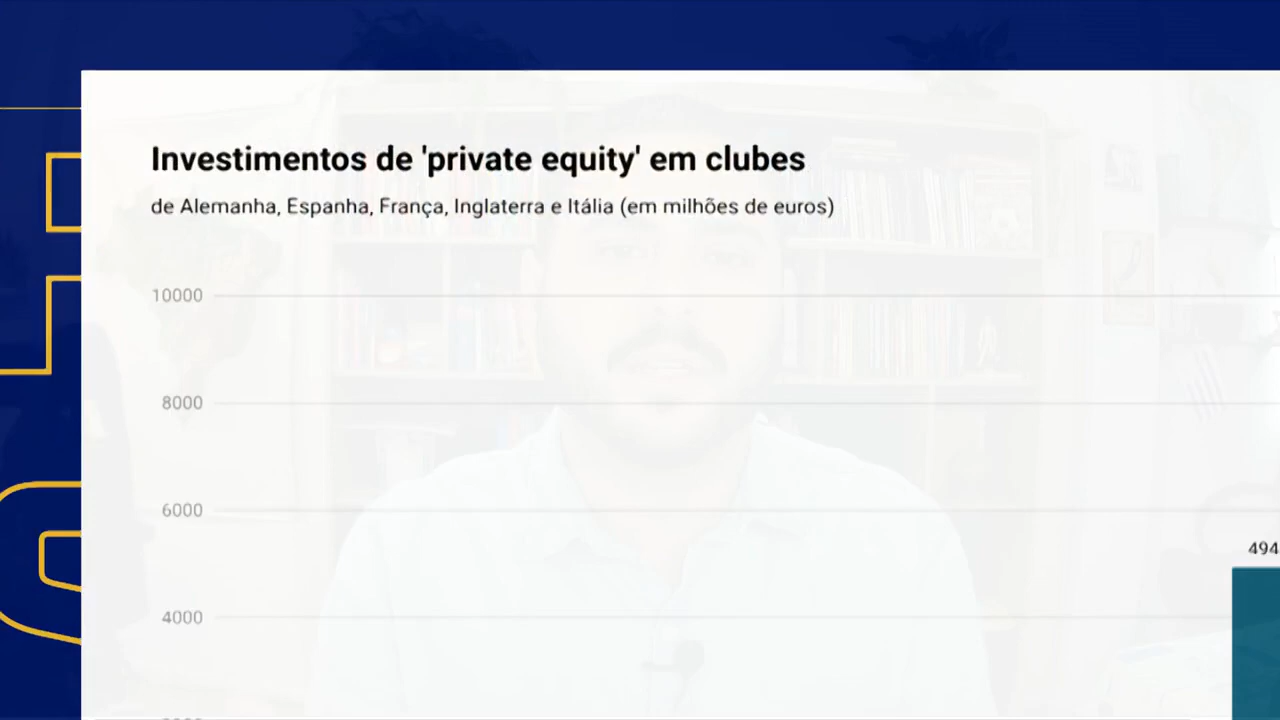 Investimentos de 'private equity' em clubes
de Alemanha, Espanha, França, Inglaterra e Itália (em milhões de euros)
10000
8000
6000
494
4000